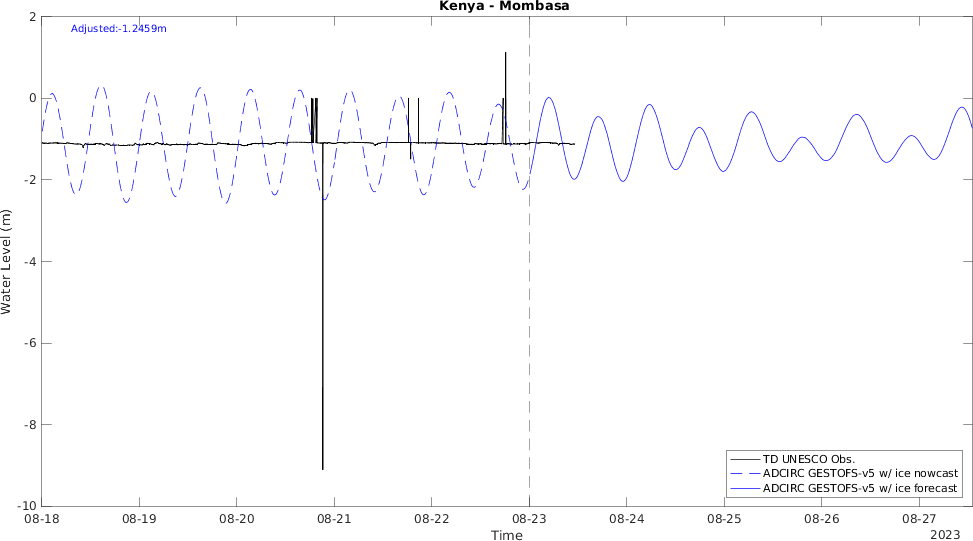 Kenya - Mombasa
Adjusted:-1.2459m
2
0
-2
-4
-6
-8
-10
Water Level (m)
TD UNESCO Obs.
ADCIRC GESTOFS-v5 w/ ice nowcast
ADCIRC GESTOFS-v5 w/ ice forecast
08-18 08-19 08-20 08-21 08-22 08-23 08-24 08-25 08-26 08-27
Time
2023